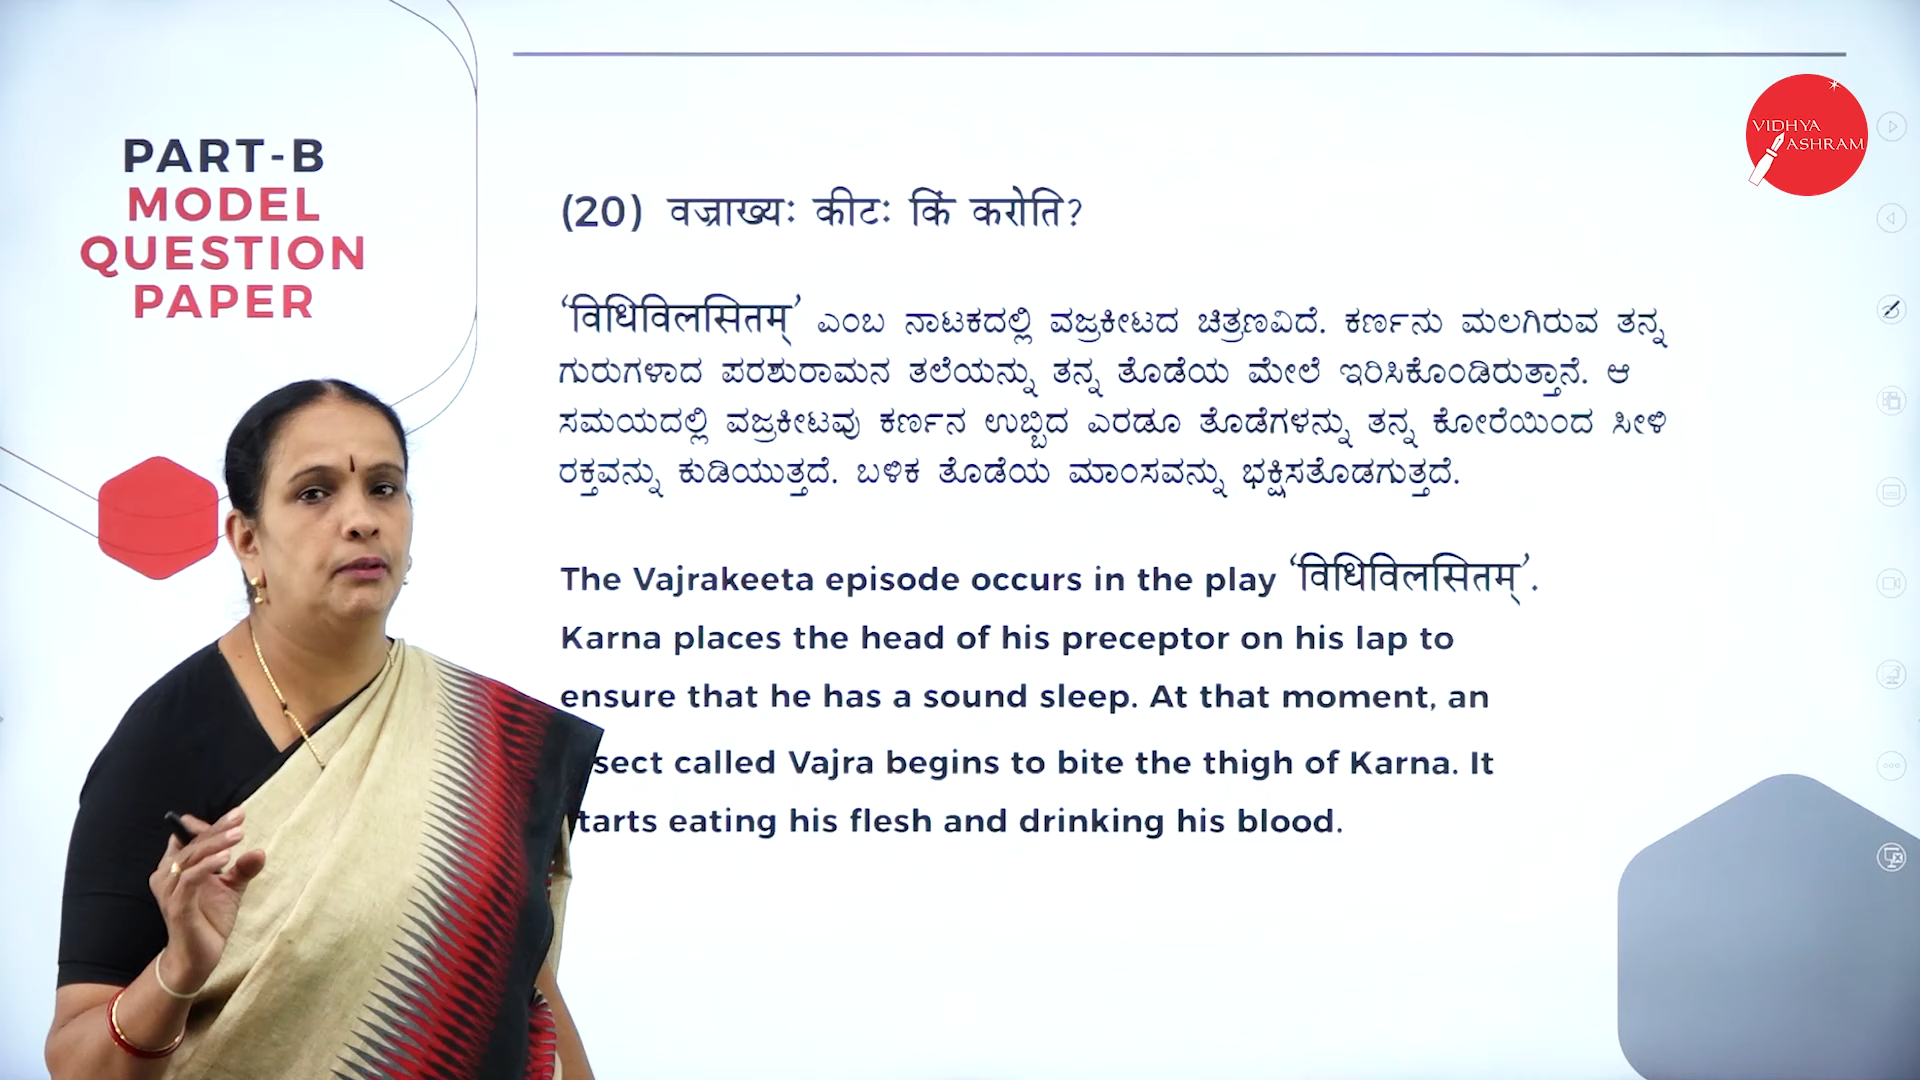 PART-B
MODEL
QUESTION
PAPER
VIDHYA
ASHRAM
(20) वज्राख्यः कीटः किं करोति?
‘विधिविलसितम्’ ಎಂಬ ನಾಟಕದಲ್ಲಿ ವಜ್ರಕೀಟದ ಚಿತ್ರಣವಿದೆ. ಕರ್ಣನು ಮಲಗಿರುವ ತನ್ನ
ಗುರುಗಳಾದ ಪರಶುರಾಮನ ತಲೆಯನ್ನು ತನ್ನ ತೊಡೆಯ ಮೇಲೆ ಇರಿಸಿಕೊಂಡಿರುತ್ತಾನೆ. ಆ
ಸಮಯದಲ್ಲಿ ವಜ್ರಕೀಟವು ಕರ್ಣನ ಉಬ್ಬಿದ ಎರಡೂ ತೊಡೆಗಳನ್ನು ತನ್ನ ಕೋರೆಯಿಂದ ಸೀಳಿ
ರಕ್ತವನ್ನು ಕುಡಿಯುತ್ತದೆ. ಬಳಿಕ ತೊಡೆಯ ಮಾಂಸವನ್ನು ಭಕ್ಷಿಸತೊಡಗುತ್ತದೆ.
The Vajrakeeta episode occurs in the play ‘विधिविलसितम्’.
Karna places the head of his preceptor on his lap to
ensure that he has a sound sleep. At that moment, an
sect called Vajra begins to bite the thigh of Karna. It
tarts eating his flesh and drinking his blood.